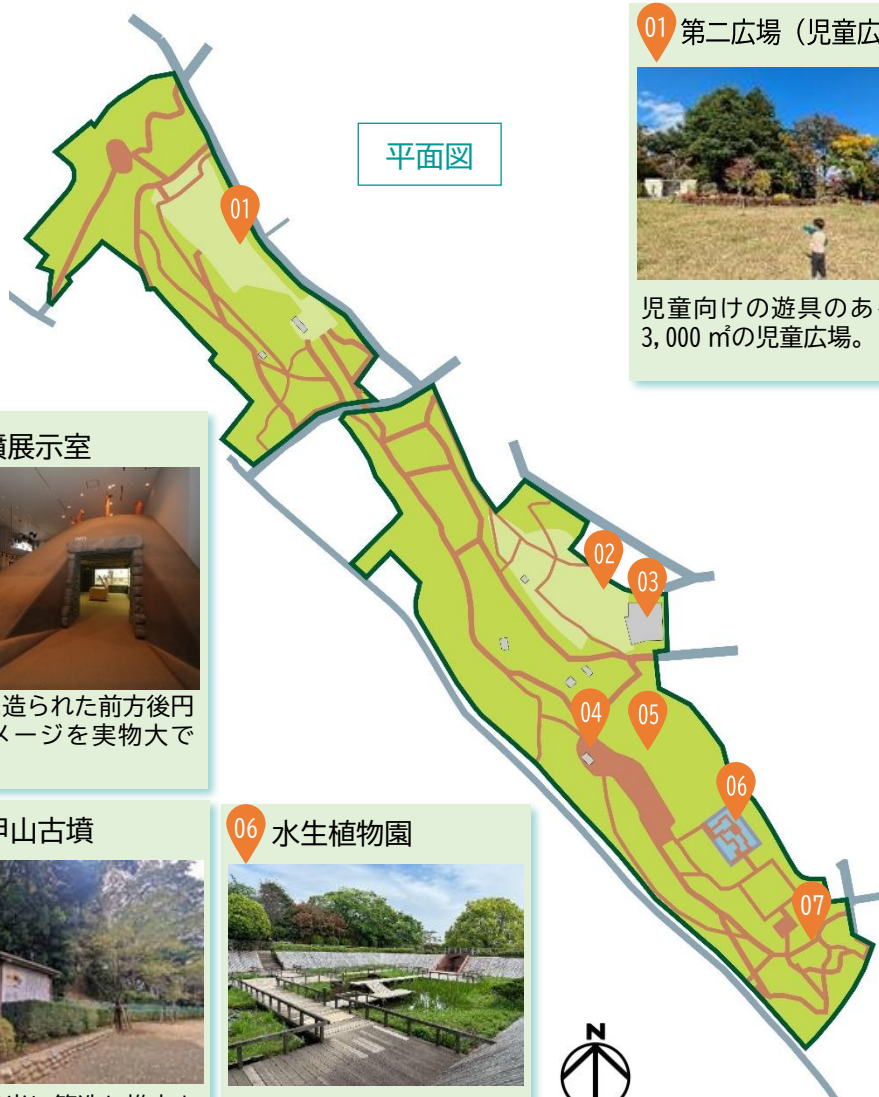 01 第二広場（児童広
児童向けの遊具のあ
3,000 ㎡の児童広場。
平面図
01
02
03
04
05
06
07
展示室
造られた前方後円
メージを実物大で
甲山古墳
06 水生植物園
N